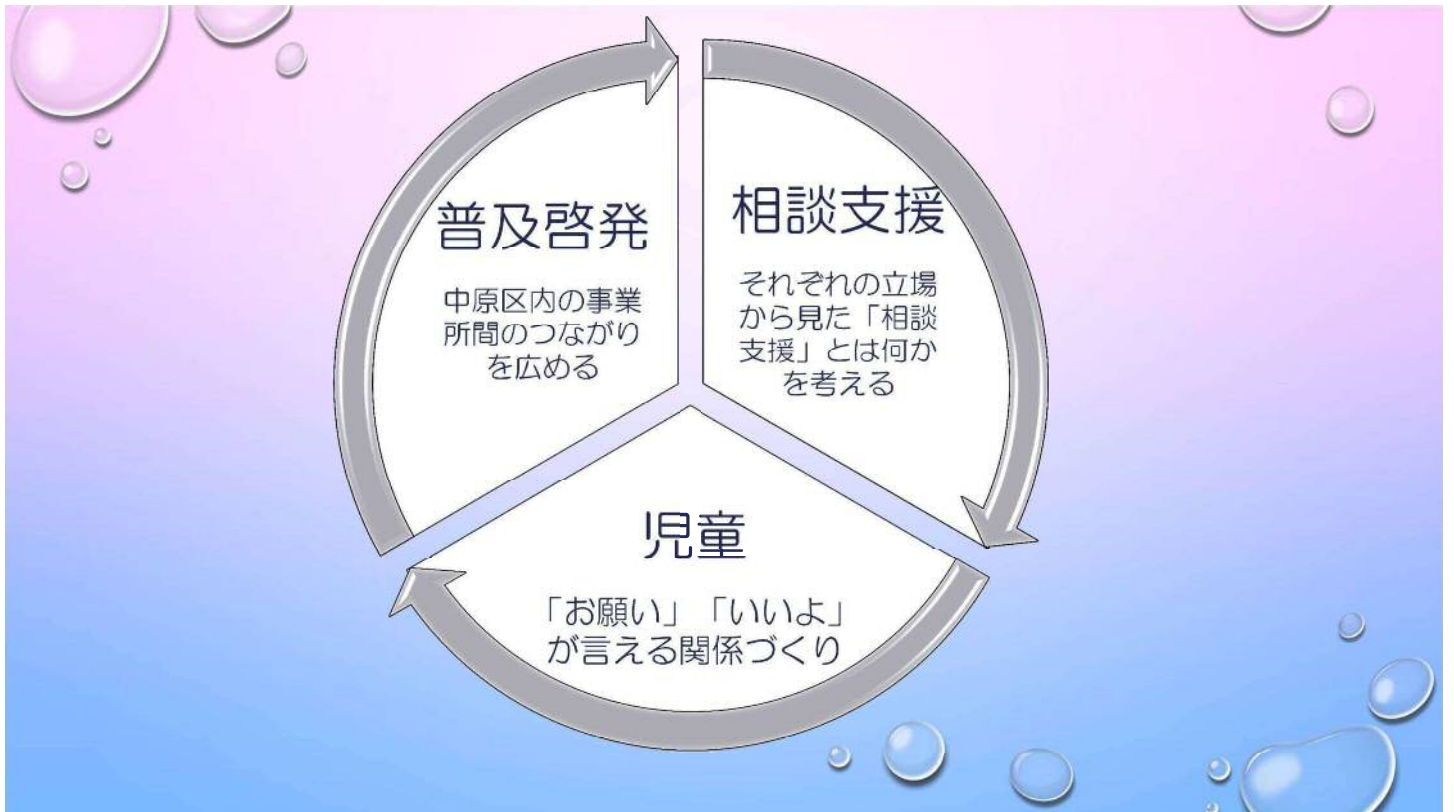 普及啓発
中原区内の事業
所間のつながり
を広める
相談支援
それぞれの立場
から見た「相談
支援」とは何か
を考える
児童
「お願い」「いいよ」
が言える関係づくり